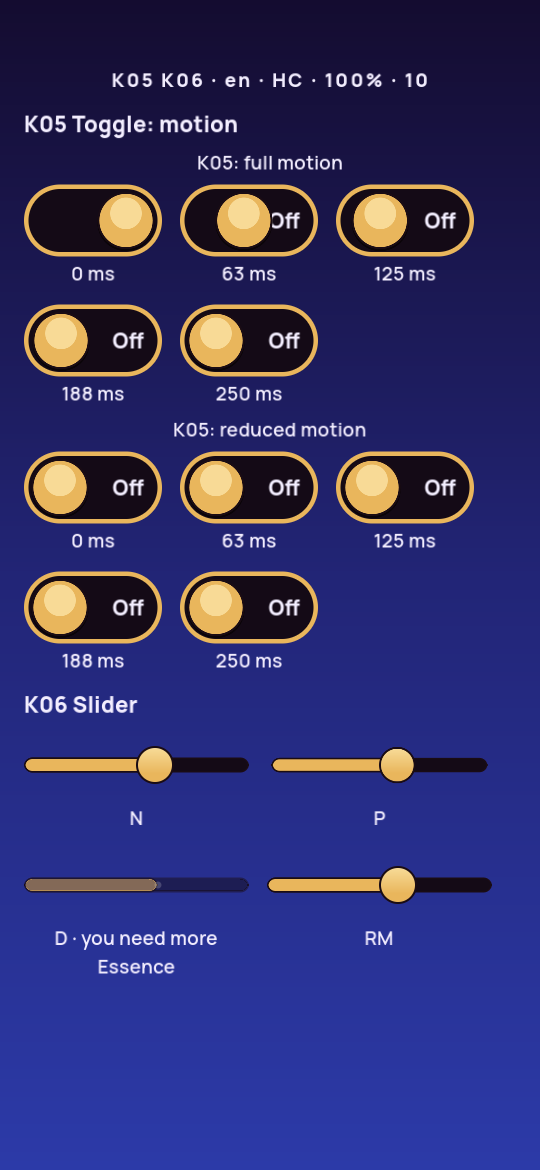 K05 K06 · en · HC · 100% · 10
K05 Toggle: motion
K05: full motion
Off Off
0 ms 63 ms 125 ms
Off Off
188 ms 250 ms
K05: reduced motion
Off Off Off
0 ms 63 ms 125 ms
Off Off
188 ms 250 ms
K06 Slider
N P
D · you need more RM
Essence